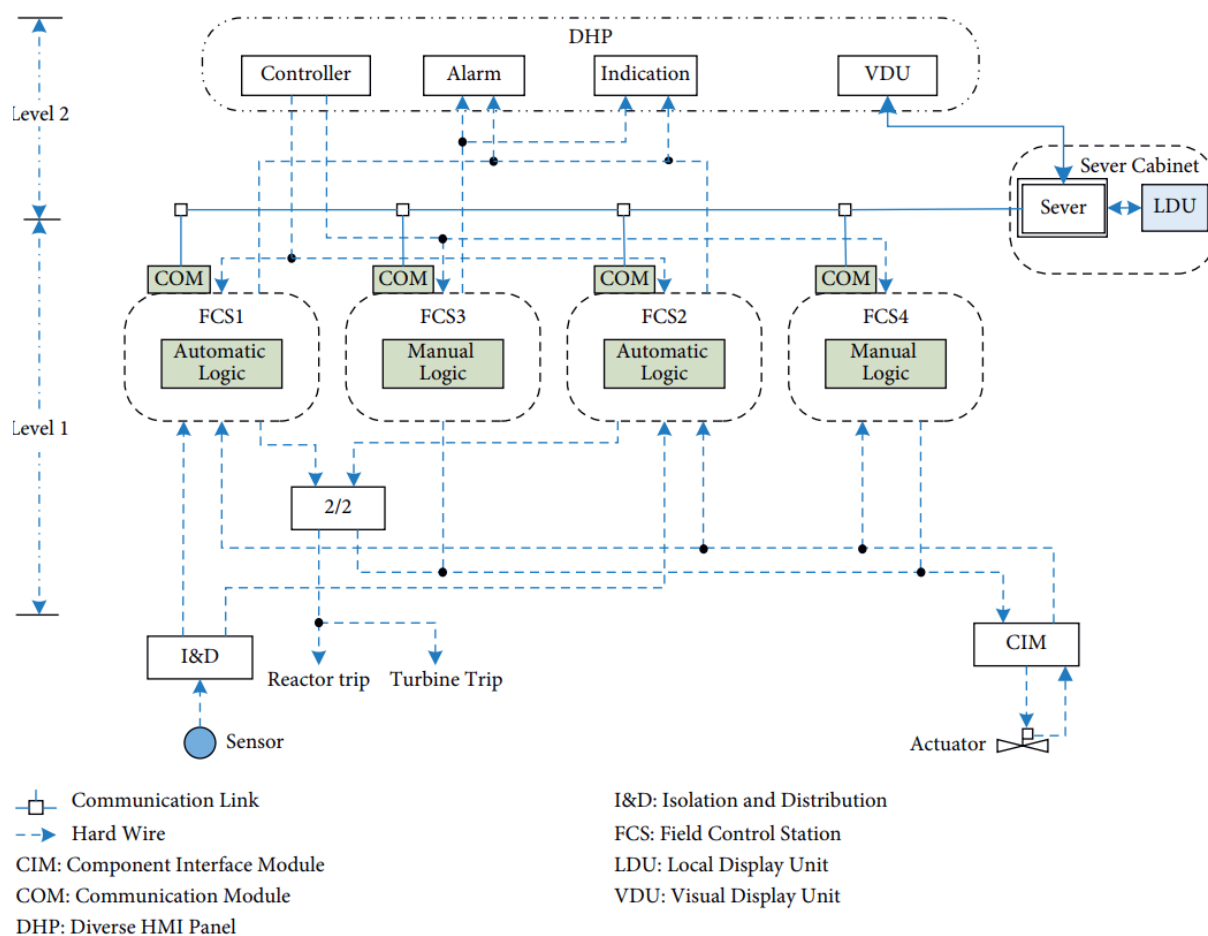 DHP
Controller
Alarm
Indication
VDU
Level 2
Sever Cabinet
Sever
LDU
COM
COM
COM
COM
FCS1
FCS3
FCS2
FCS4
Automatic
Logic
Manual
Logic
Automatic
Logic
Manual
Logic
Level 1
2/2
I&D
Reactor trip
Turbine Trip
CIM
Sensor
Actuator
Communication Link
Hard Wire
CIM: Component Interface Module
COM: Communication Module
DHP: Diverse HMI Panel
I&D: Isolation and Distribution
FCS: Field Control Station
LDU: Local Display Unit
VDU: Visual Display Unit